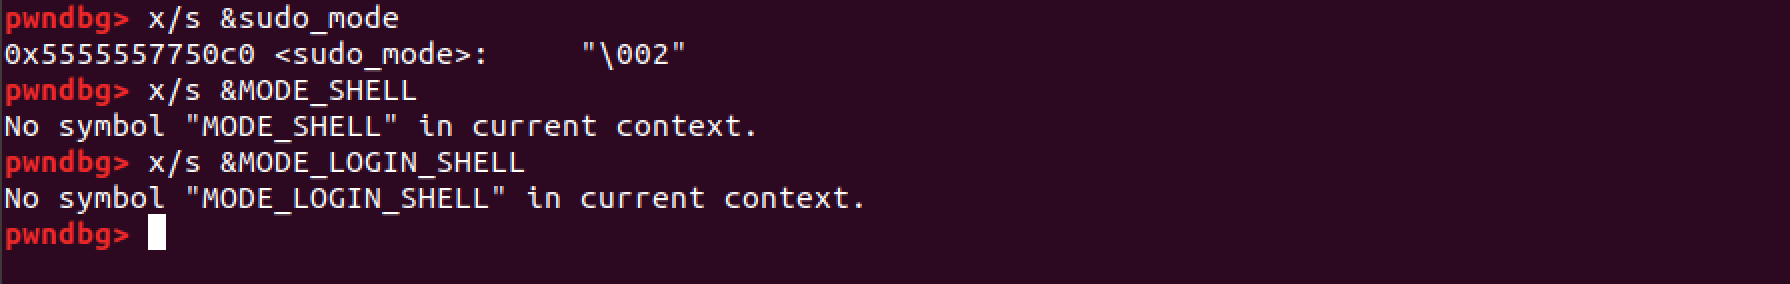 pwndbg> x/s &sudo_mode
0x5555557750c0 <sudo_mode>:     "\002"
pwndbg> x/s &MODE_SHELL
No symbol "MODE_SHELL" in current context.
pwndbg> x/s &MODE_LOGIN_SHELL
No symbol "MODE_LOGIN_SHELL" in current context.
pwndbg>